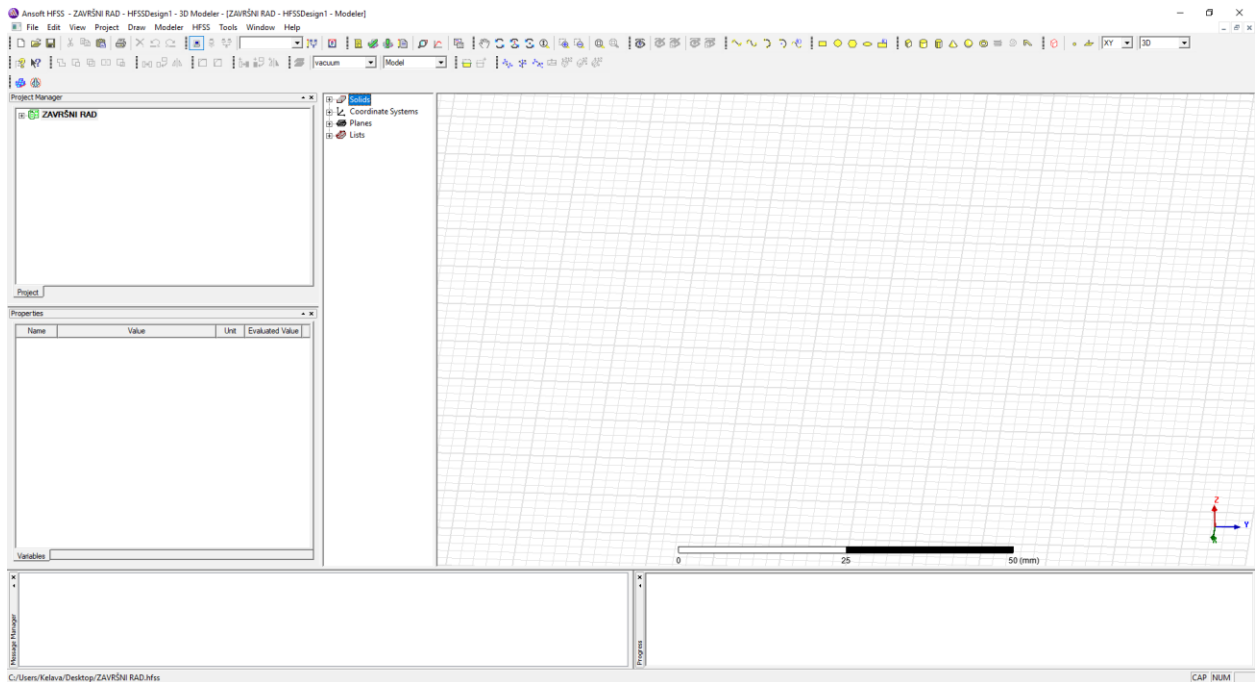 Ansoft HFSS - ZAVRŠNI RAD - HFSSDesign1 - 3D Modeler - [ZAVRŠNI RAD - HFSSDesign1 - Modeler]
File Edit View Project Draw Modeler HFSS Tools Window Help
XY 3D
vacuum Model
Project Manager
ZAVRŠNI RAD
Project
Properties
Name Value Unit Evaluated Value
Variables
Solids
Coordinate Systems
Planes
Lists
Z
Y
0 25 50 (mm)
Message Manager
Progress
C:/Users/Kelava/Desktop/ZAVRŠNI RAD.hfss
CAP NUM